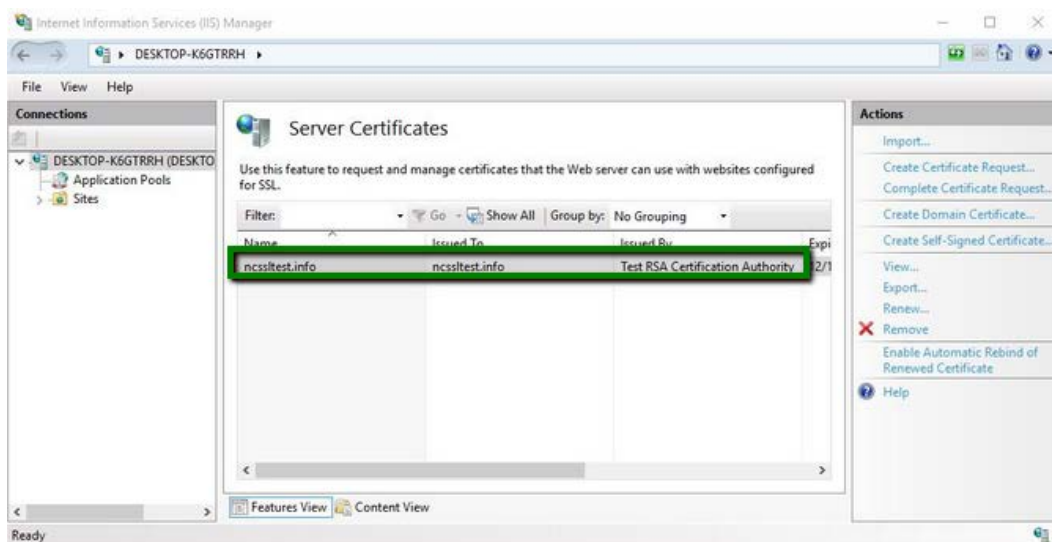 Internet Information Services (IIS) Manager
DESKTOP-K6GTRRH
File View Help
Connections
DESKTOP-K6GTRRH (DESKTO
Application Pools
Sites
Server Certificates
Use this feature to request and manage certificates that the Web server can use with websites configured
for SSL.
Filter: Go Show All Group by: No Grouping
Name Issued To Issued By Expi
ncssltest.info ncssltest.info Test RSA Certification Authority 12/1
Features View Content View
Actions
Import...
Create Certificate Request...
Complete Certificate Request...
Create Domain Certificate...
Create Self-Signed Certificate...
View...
Export...
Renew...
Remove
Enable Automatic Rebind of
Renewed Certificate
Help
Ready